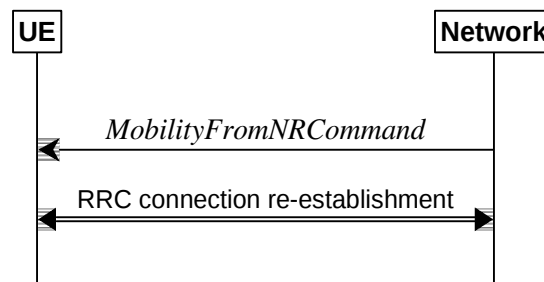 UE
Network
MobilityFromNRCommand
RRC connection re-establishment